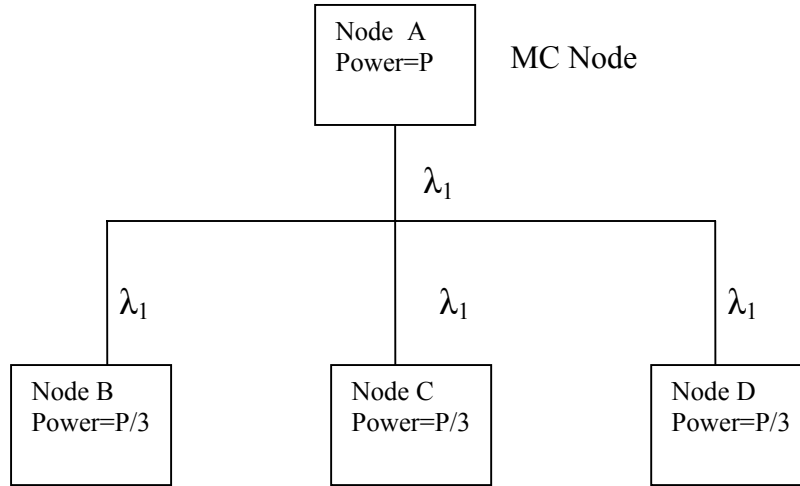 Node A
Power=P
MC Node
λ₁
λ₁
λ₁
λ₁
Node B
Power=P/3
Node C
Power=P/3
Node D
Power=P/3